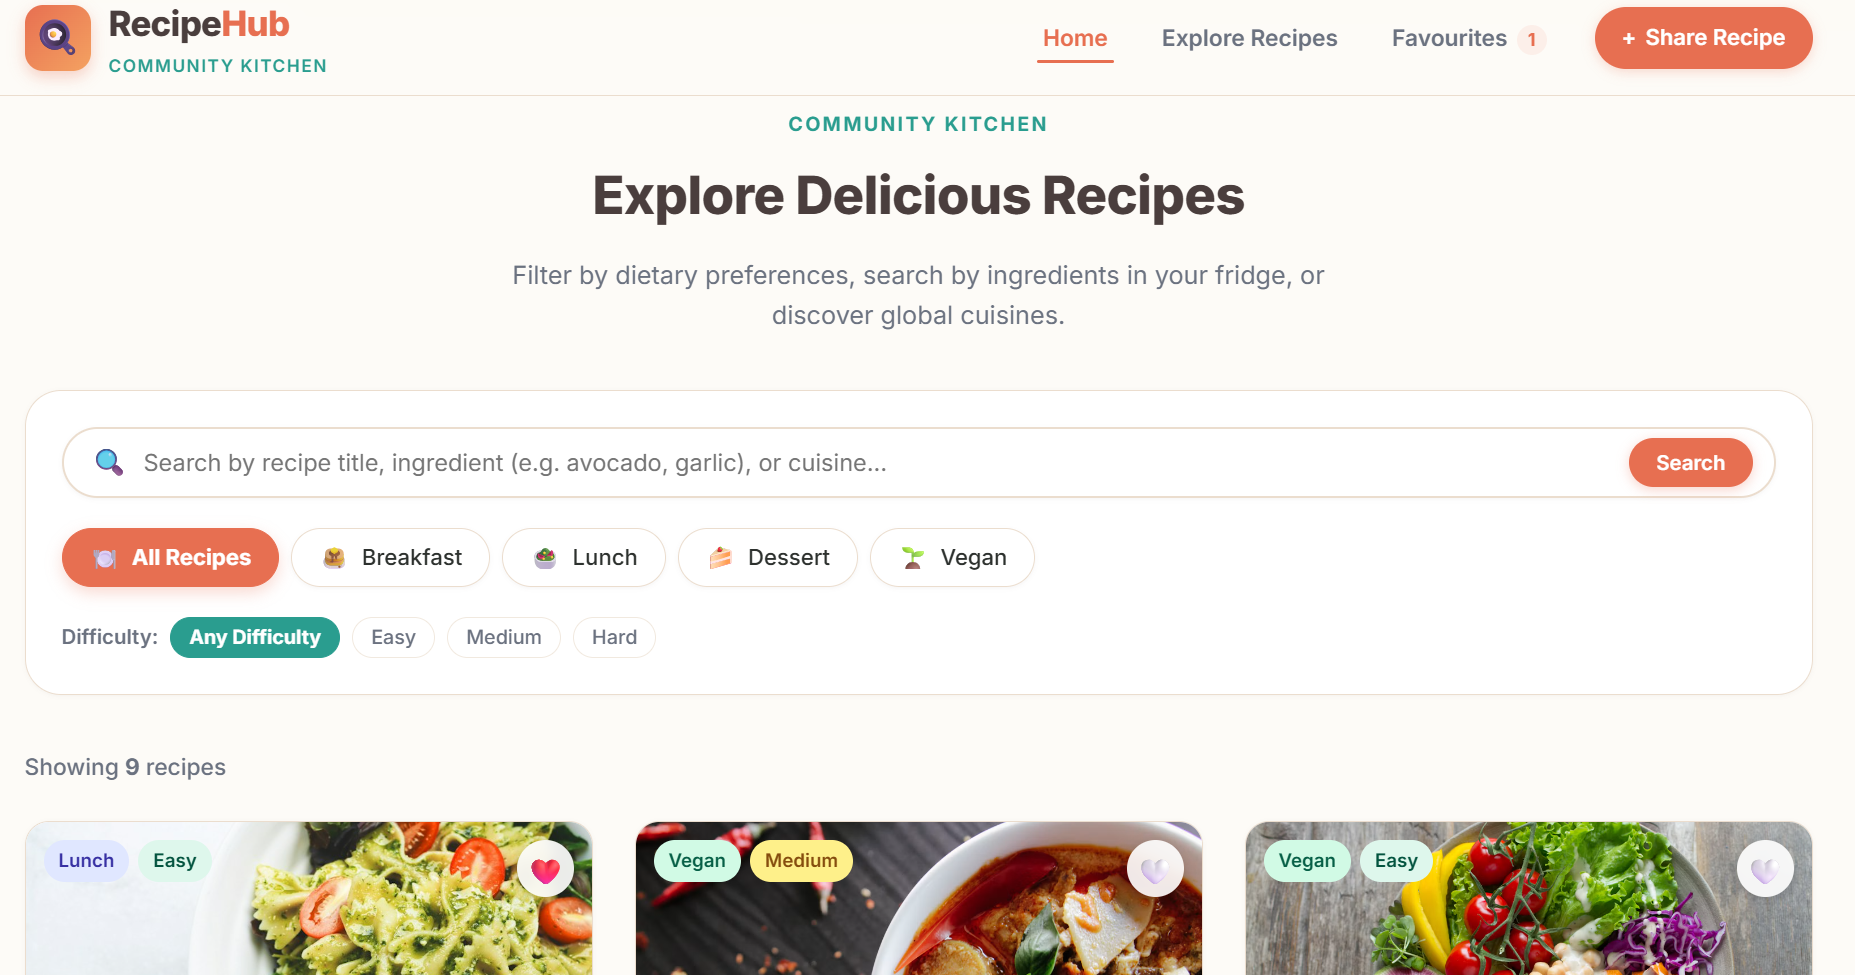 RecipeHub
COMMUNITY KITCHEN
Home
Explore Recipes
Favourites 1
+ Share Recipe
COMMUNITY KITCHEN
Explore Delicious Recipes
Filter by dietary preferences, search by ingredients in your fridge, or
discover global cuisines.
Search by recipe title, ingredient (e.g. avocado, garlic), or cuisine...
Search
All Recipes
Breakfast
Lunch
Dessert
Vegan
Difficulty:
Any Difficulty
Easy
Medium
Hard
Showing 9 recipes
Lunch
Easy
Vegan
Medium
Vegan
Easy